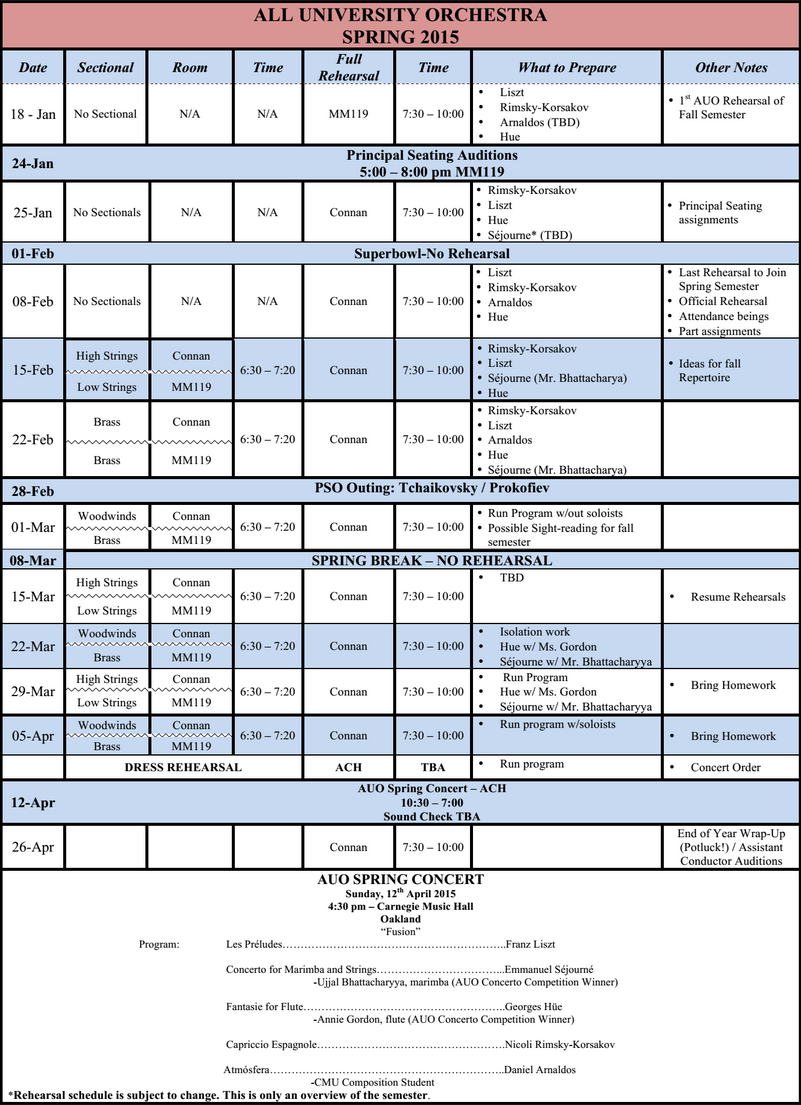 ALL UNIVERSITY ORCHESTRA
SPRING 2015
Date Sectional Room Time Full Rehearsal Time What to Prepare Other Notes
18 - Jan No Sectional N/A N/A MM119 7:30 – 10:00
• Liszt
• Rimsky-Korsakov
• Arnaldos (TBD)
• Hue
• 1st AUO Rehearsal of
Fall Semester
24-Jan
Principal Seating Auditions
5:00 – 8:00 pm MM119
25-Jan No Sectionals N/A N/A Connan 7:30 – 10:00
• Rimsky-Korsakov
• Liszt
• Hue
• Séjourne* (TBD)
• Principal Seating
assignments
01-Feb Superbowl-No Rehearsal
08-Feb No Sectionals N/A N/A Connan 7:30 – 10:00
• Liszt
• Rimsky-Korsakov
• Arnaldos
• Hue
• Last Rehearsal to Join
Spring Semester
• Official Rehearsal
• Attendance beings
• Part assignments
15-Feb
High Strings Connan
Low Strings MM119
6:30 – 7:20 Connan 7:30 – 10:00
• Rimsky-Korsakov
• Liszt
• Séjourne (Mr. Bhattacharya)
• Hue
• Ideas for fall
Repertoire
22-Feb
Brass Connan
Brass MM119
6:30 – 7:20 Connan 7:30 – 10:00
• Rimsky-Korsakov
• Liszt
• Arnaldos
• Hue
• Séjourne (Mr. Bhattacharya)
28-Feb PSO Outing: Tchaikovsky / Prokofiev
01-Mar
Woodwinds Connan
Brass MM119
6:30 – 7:20 Connan 7:30 – 10:00
• Run Program w/out soloists
• Possible Sight-reading for fall
semester
08-Mar SPRING BREAK – NO REHEARSAL
15-Mar
High Strings Connan
Low Strings MM119
6:30 – 7:20 Connan 7:30 – 10:00
• TBD
• Resume Rehearsals
22-Mar
Woodwinds Connan
Brass MM119
6:30 – 7:20 Connan 7:30 – 10:00
• Isolation work
• Hue w/ Ms. Gordon
• Séjourne w/ Mr. Bhattacharyya
29-Mar
High Strings Connan
Low Strings MM119
6:30 – 7:20 Connan 7:30 – 10:00
• Run Program
• Hue w/ Ms. Gordon
• Séjourne w/ Mr. Bhattacharyya
• Bring Homework
05-Apr
Woodwinds Connan
Brass MM119
6:30 – 7:20 Connan 7:30 – 10:00
• Run program w/soloists
• Bring Homework
DRESS REHEARSAL ACH TBA • Run program • Concert Order
12-Apr
AUO Spring Concert – ACH
10:30 – 7:00
Sound Check TBA
26-Apr Connan 7:30 – 10:00
End of Year Wrap-Up
(Potluck!) / Assistant
Conductor Auditions
AUO SPRING CONCERT
Sunday, 12th April 2015
4:30 pm – Carnegie Music Hall
Oakland
“Fusion”
Program: Les Préludes……………………………………………………..Franz Liszt
Concerto for Marimba and Strings……………………………..Emmanuel Séjourné
-Ujjal Bhattacharyya, marimba (AUO Concerto Competition Winner)
Fantasie for Flute………………………………………………..Georges Hüe
-Annie Gordon, flute (AUO Concerto Competition Winner)
Capriccio Espagnole…………………………………………….Nicoli Rimsky-Korsakov
Atmósfera………………………………………………………..Daniel Arnaldos
-CMU Composition Student
*Rehearsal schedule is subject to change. This is only an overview of the semester.